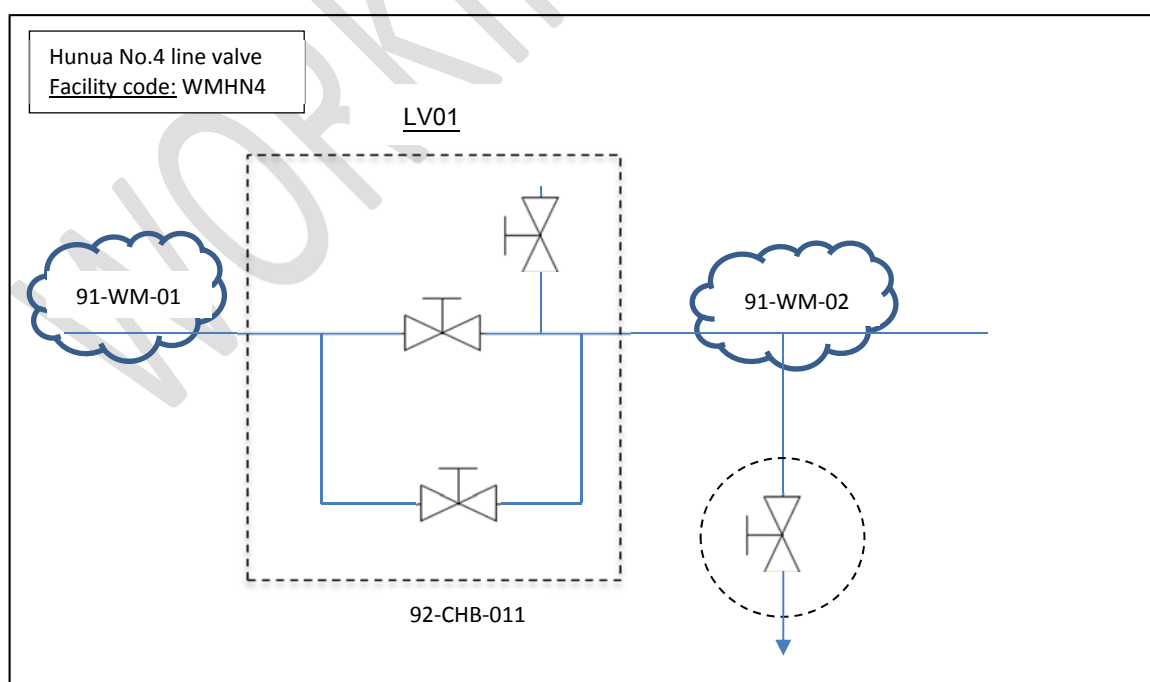 Hunua No.4 line valve
Facility code: WMHN4
LV01
91-WM-01
91-WM-02
92-CHB-011